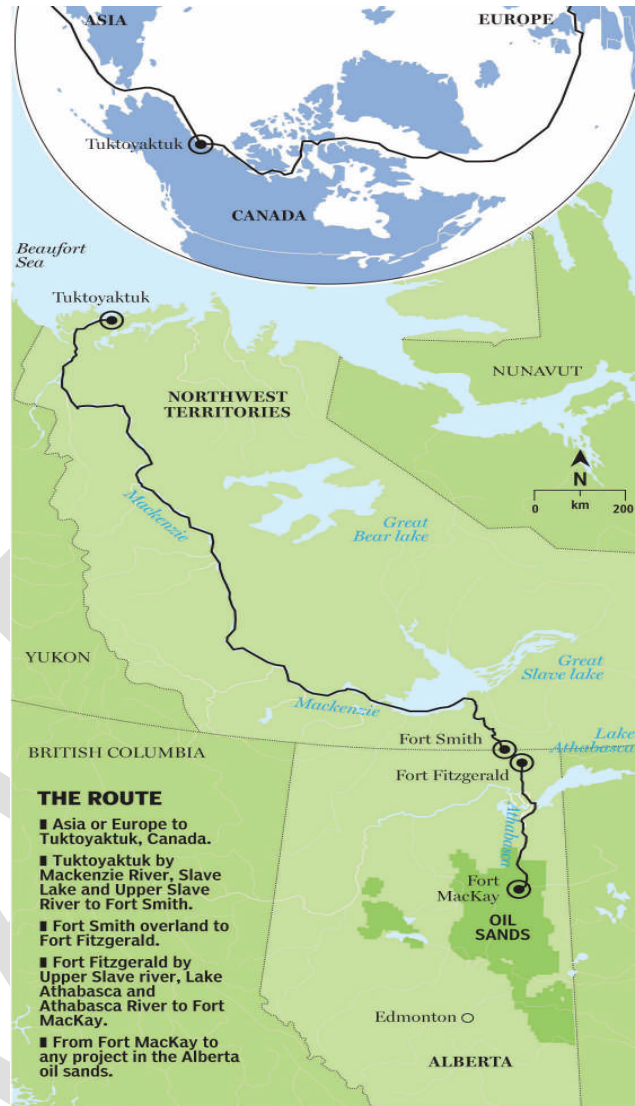 ASIA
EUROPE
Tuktoyaktuk
CANADA
Beaufort
Sea
Tuktoyaktuk
NORTHWEST
TERRITORIES
NUNAVUT
N
0 200
km
Mackenzie
Great
Bear lake
YUKON
Great
Slave lake
Mackenzie
Fort Smith
Lake
Athabasca
BRITISH COLUMBIA
Fort Fitzgerald
THE ROUTE
■ Asia or Europe to
Tuktoyaktuk, Canada.
■ Tuktoyaktuk by
Mackenzie River, Slave
Lake and Upper Slave
River to Fort Smith.
■ Fort Smith overland to
Fort Fitzgerald.
■ Fort Fitzgerald by
Upper Slave river, Lake
Athabasca and
Athabasca River to Fort
MacKay.
■ From Fort MacKay to
any project in the Alberta
oil sands.
Athabasca
Fort
MacKay
OIL
SANDS
Edmonton
ALBERTA